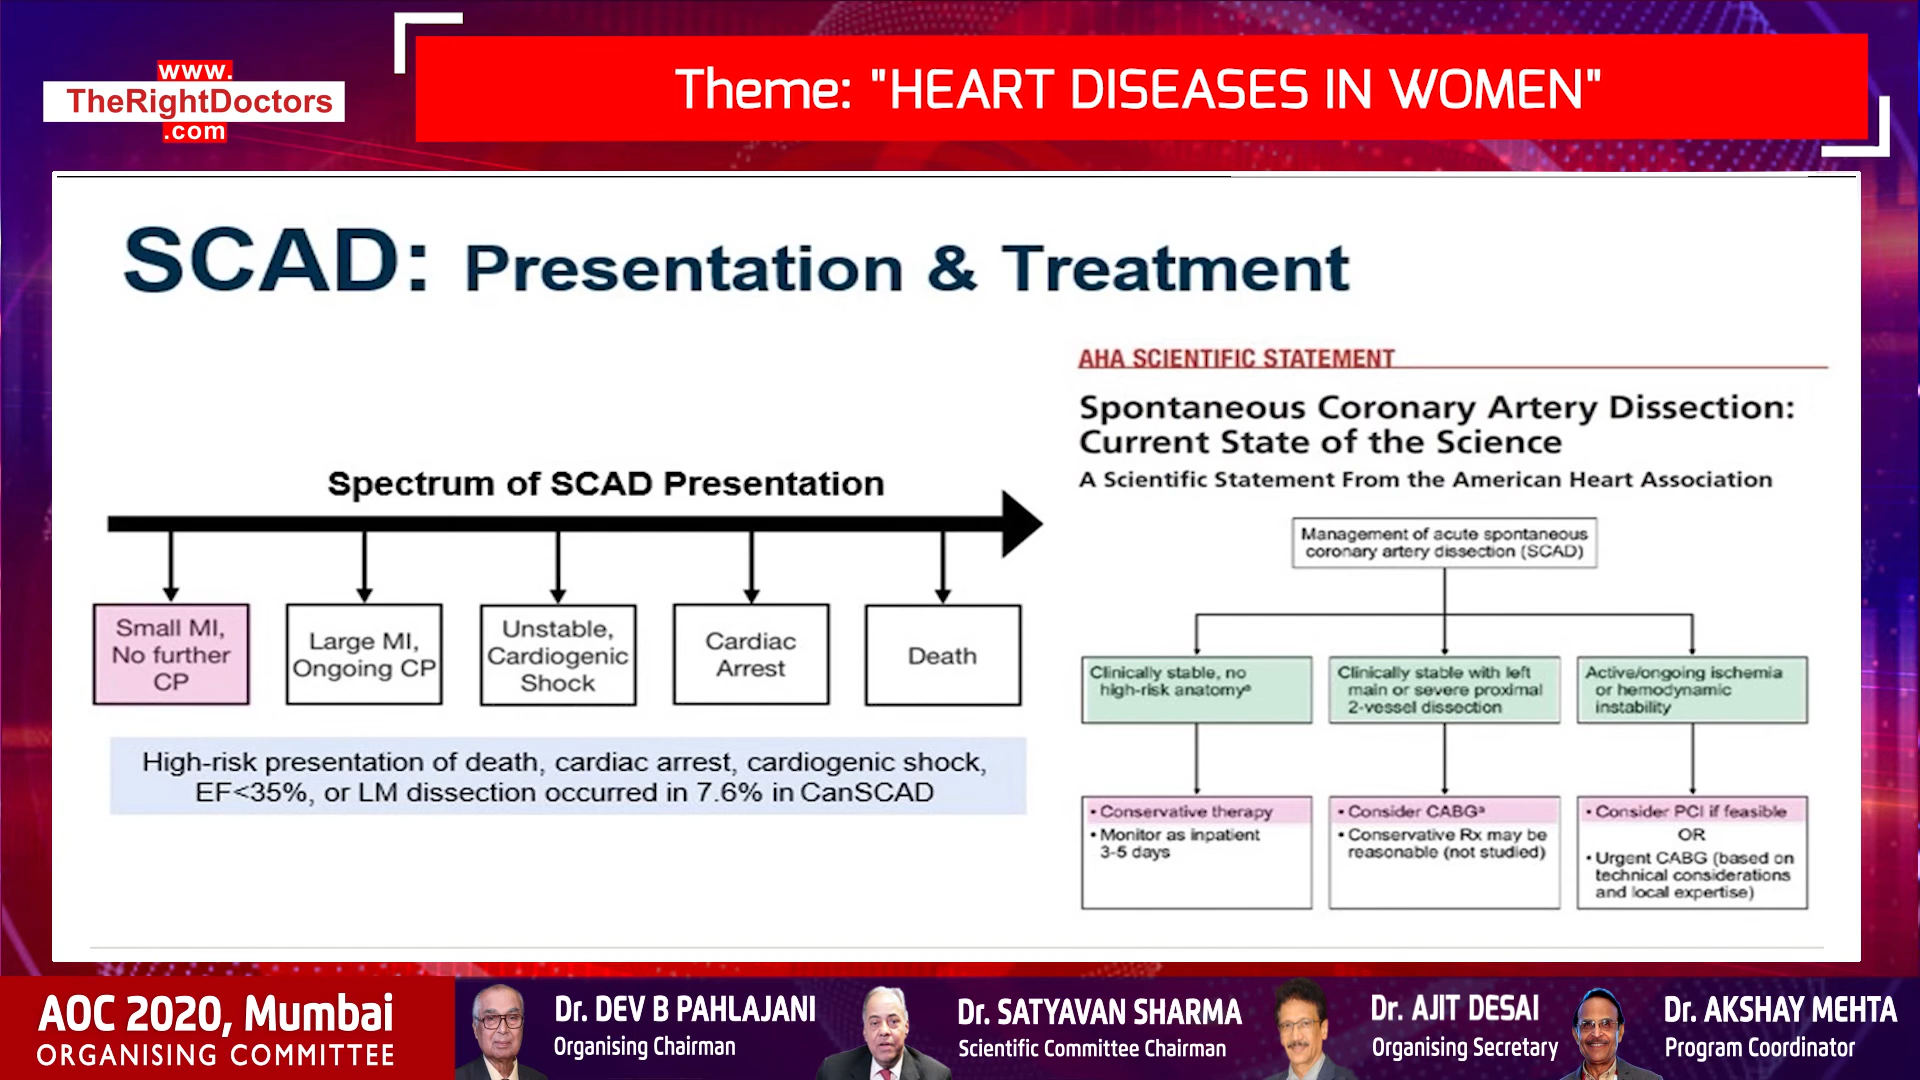 www.
TheRightDoctors
.com
Theme: "HEART DISEASES IN WOMEN"
SCAD: Presentation & Treatment
Spectrum of SCAD Presentation
Small MI,
No further
CP
Large MI,
Ongoing CP
Unstable,
Cardiogenic
Shock
Cardiac
Arrest
Death
High-risk presentation of death, cardiac arrest, cardiogenic shock,
EF<35%, or LM dissection occurred in 7.6% in CanSCAD
AHA SCIENTIFIC STATEMENT
Spontaneous Coronary Artery Dissection:
Current State of the Science
A Scientific Statement From the American Heart Association
Management of acute spontaneous
coronary artery dissection (SCAD)
Clinically stable, no
high-risk anatomyª
Clinically stable with left
main or severe proximal
2-vessel dissection
Active/ongoing ischemia
or hemodynamic
instability
• Conservative therapy
• Monitor as inpatient
3-5 days
• Consider CABGª
• Conservative Rx may be
reasonable (not studied)
• Consider PCI if feasible
OR
• Urgent CABG (based on
technical considerations
and local expertise)
AOC 2020, Mumbai
ORGANISING COMMITTEE
Dr. DEV B PAHLAJANI
Organising Chairman
Dr. SATYAVAN SHARMA
Scientific Committee Chairman
Dr. AJIT DESAI
Organising Secretary
Dr. AKSHAY MEHTA
Program Coordinator